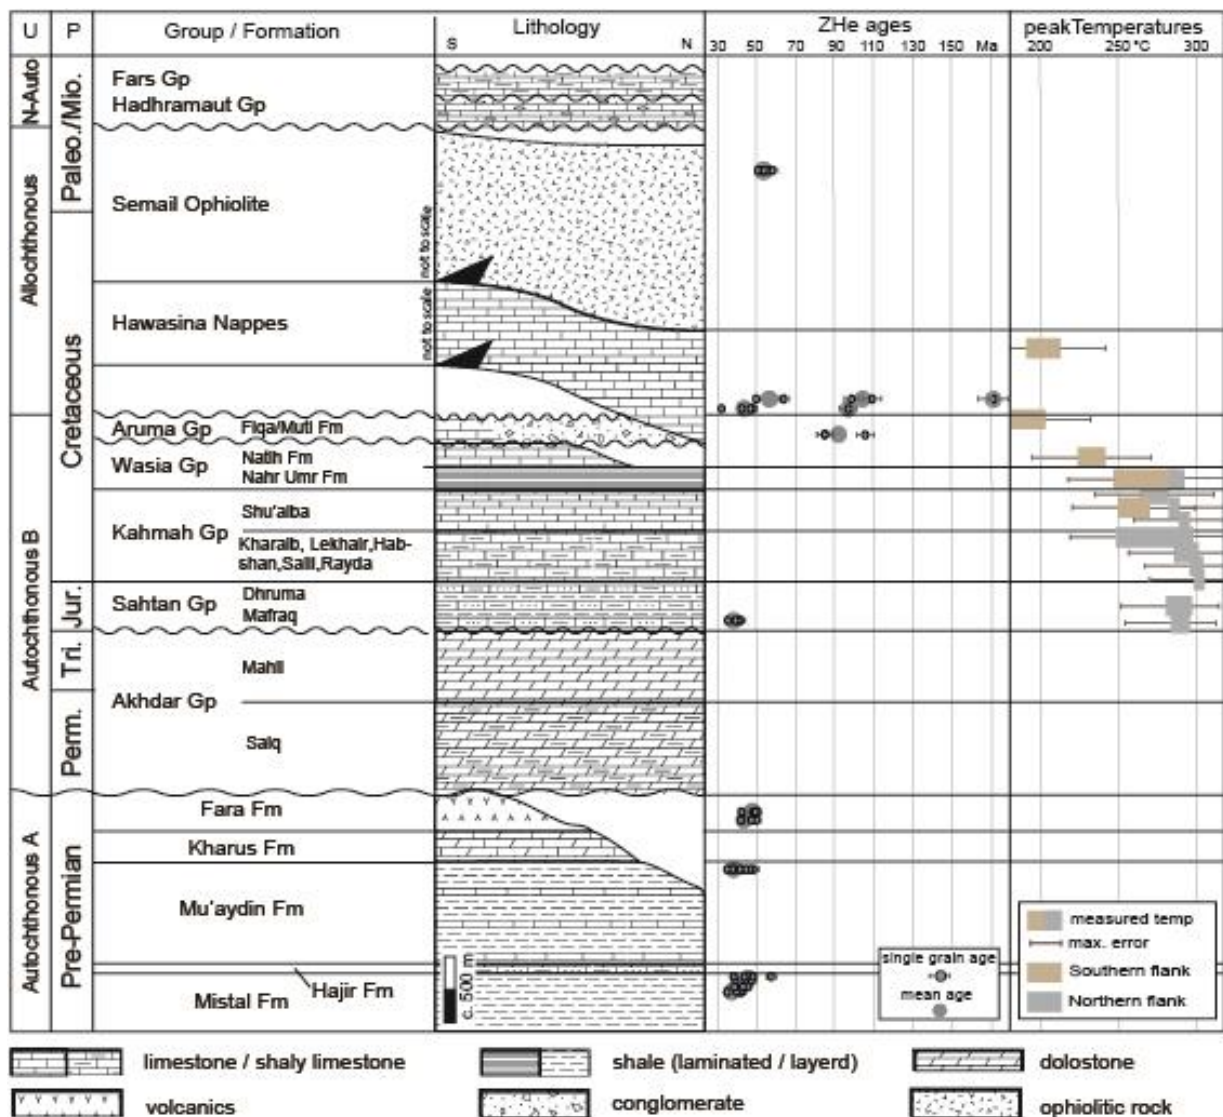 U P Group / Formation Lithology ZHe ages peakTemperatures
S N 30 50 70 90 110 130 150 Ma 200 250 °C 300
N-Auto
Allochthonous
Autochthonous B
Autochthonous A
Paleo./Mio.
Cretaceous
Jur.
Tri.
Perm.
Pre-Permian
Fars Gp
Hadhramaut Gp
Semail Ophiolite
not to scale
Hawasina Nappes
not to scale
Aruma Gp Fiqa/Muti Fm
Wasia Gp Natih Fm
Nahr Umr Fm
Kahmah Gp Shu'aiba
Kharaib, Lekhair,Hab-
shan,Salil,Rayda
Sahtan Gp Dhruma
Mafraq
Mahil
Akhdar Gp
Saiq
Fara Fm
Kharus Fm
Mu'aydin Fm
Hajir Fm
Mistal Fm
c. 500 m
single grain age
mean age
measured temp
max. error
Southern flank
Northern flank
limestone / shaly limestone shale (laminated / layerd) dolostone
volcanics conglomerate ophiolitic rock